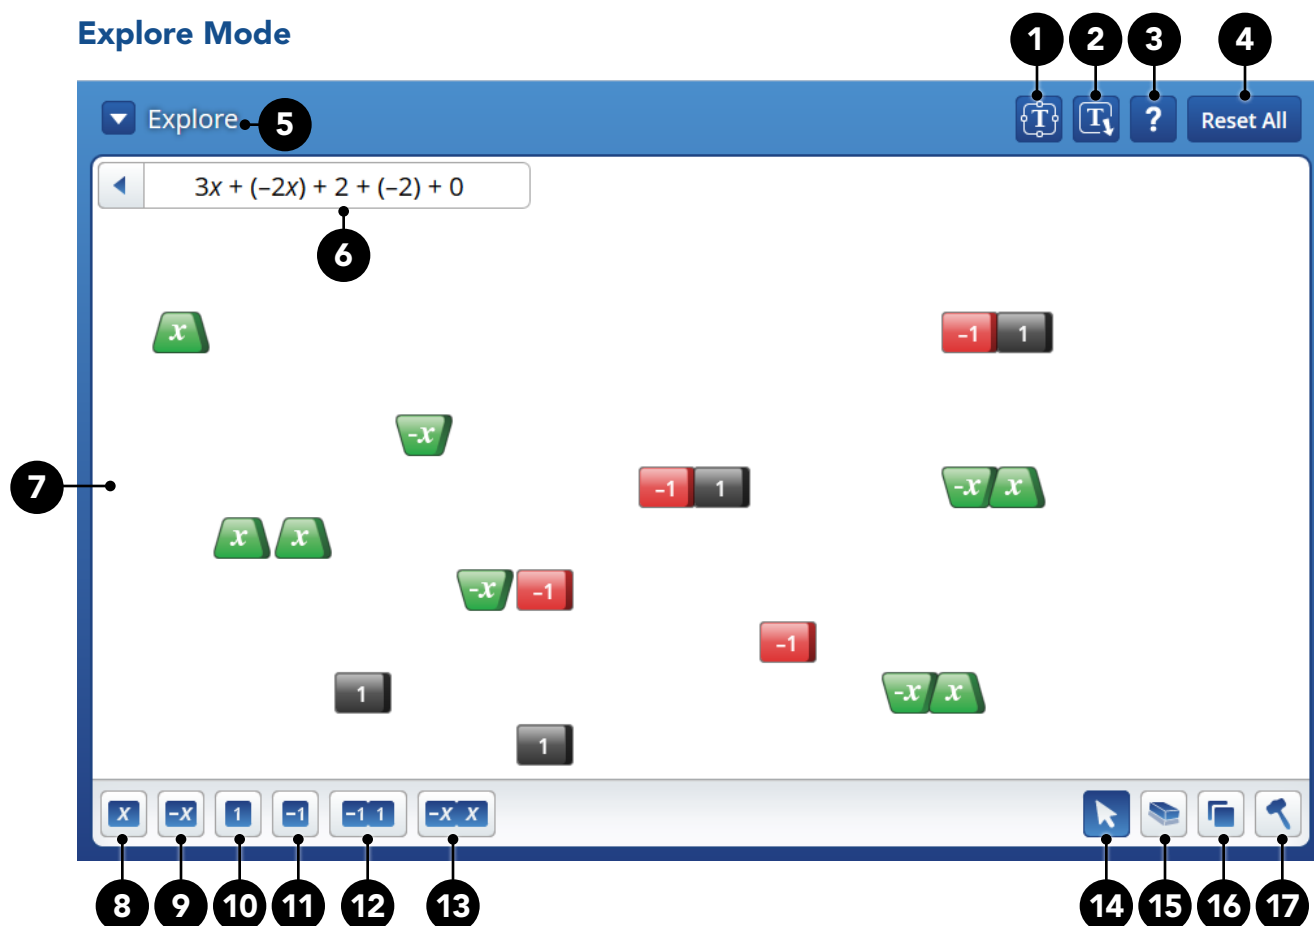 Explore Mode
1 2 3 4
Explore 5
T T ? Reset All
3x + (–2x) + 2 + (–2) + 0
6
x
–1 1
-x
7
–1 1
-x x
x x
-x –1
–1
1
-x x
1
x –x 1 –1 –1 1 –x x
8 9 10 11 12 13 14 15 16 17